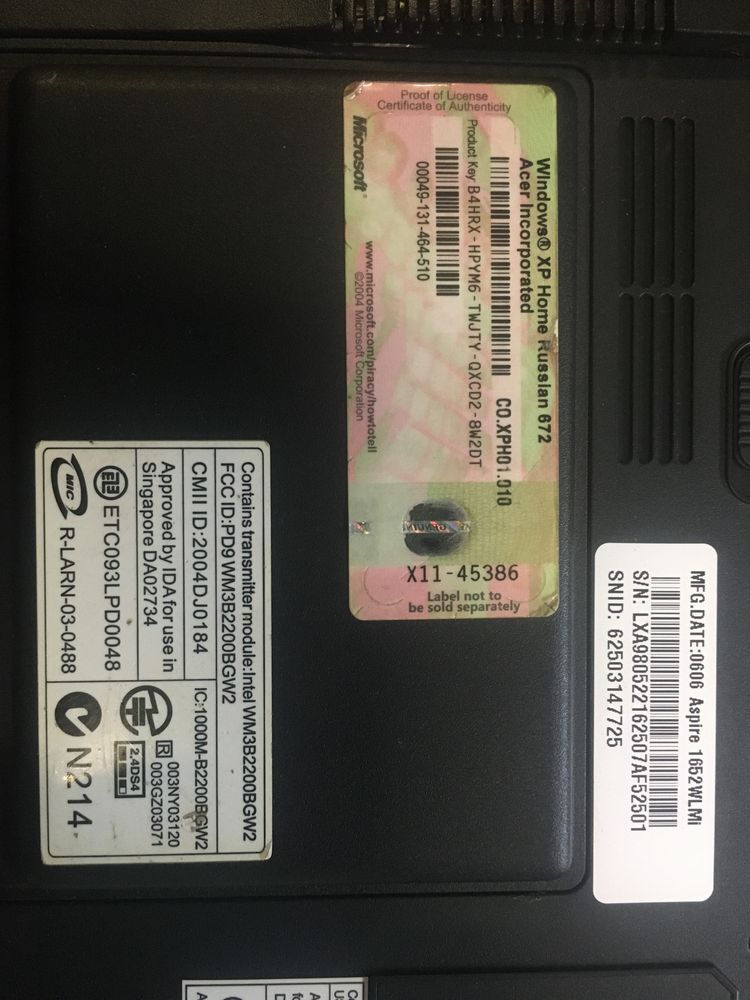 Proof of License
Certificate of Authenticity
Microsoft®
Windows® XP Home Russian 672
Acer Incorporated
CO.XPH01.010
Product Key: B4HRX-HPYM6-TWJTY-QXCD2-8W2DT
00049-131-464-510
www.microsoft.com/piracy/howtotell
©2004 Microsoft Corporation
X11-45386
Label not to
be sold separately
MFG.DATE:0606 Aspire 1652WLMi
S/N: LXA980522162507AF52501
SNID: 62503147725
Contains transmitter module:Intel WM3B2200BGW2
FCC ID:PD9 WM3B2200BGW2
CMII ID:2004DJ0184
IC:1000M-B2200BGW2
Approved by IDA for use in
Singapore DA02734
R 003NY03120
003GZ03071
2.4DS4
ETC093LPD0048
MIC R-LARN-03-0488
N214